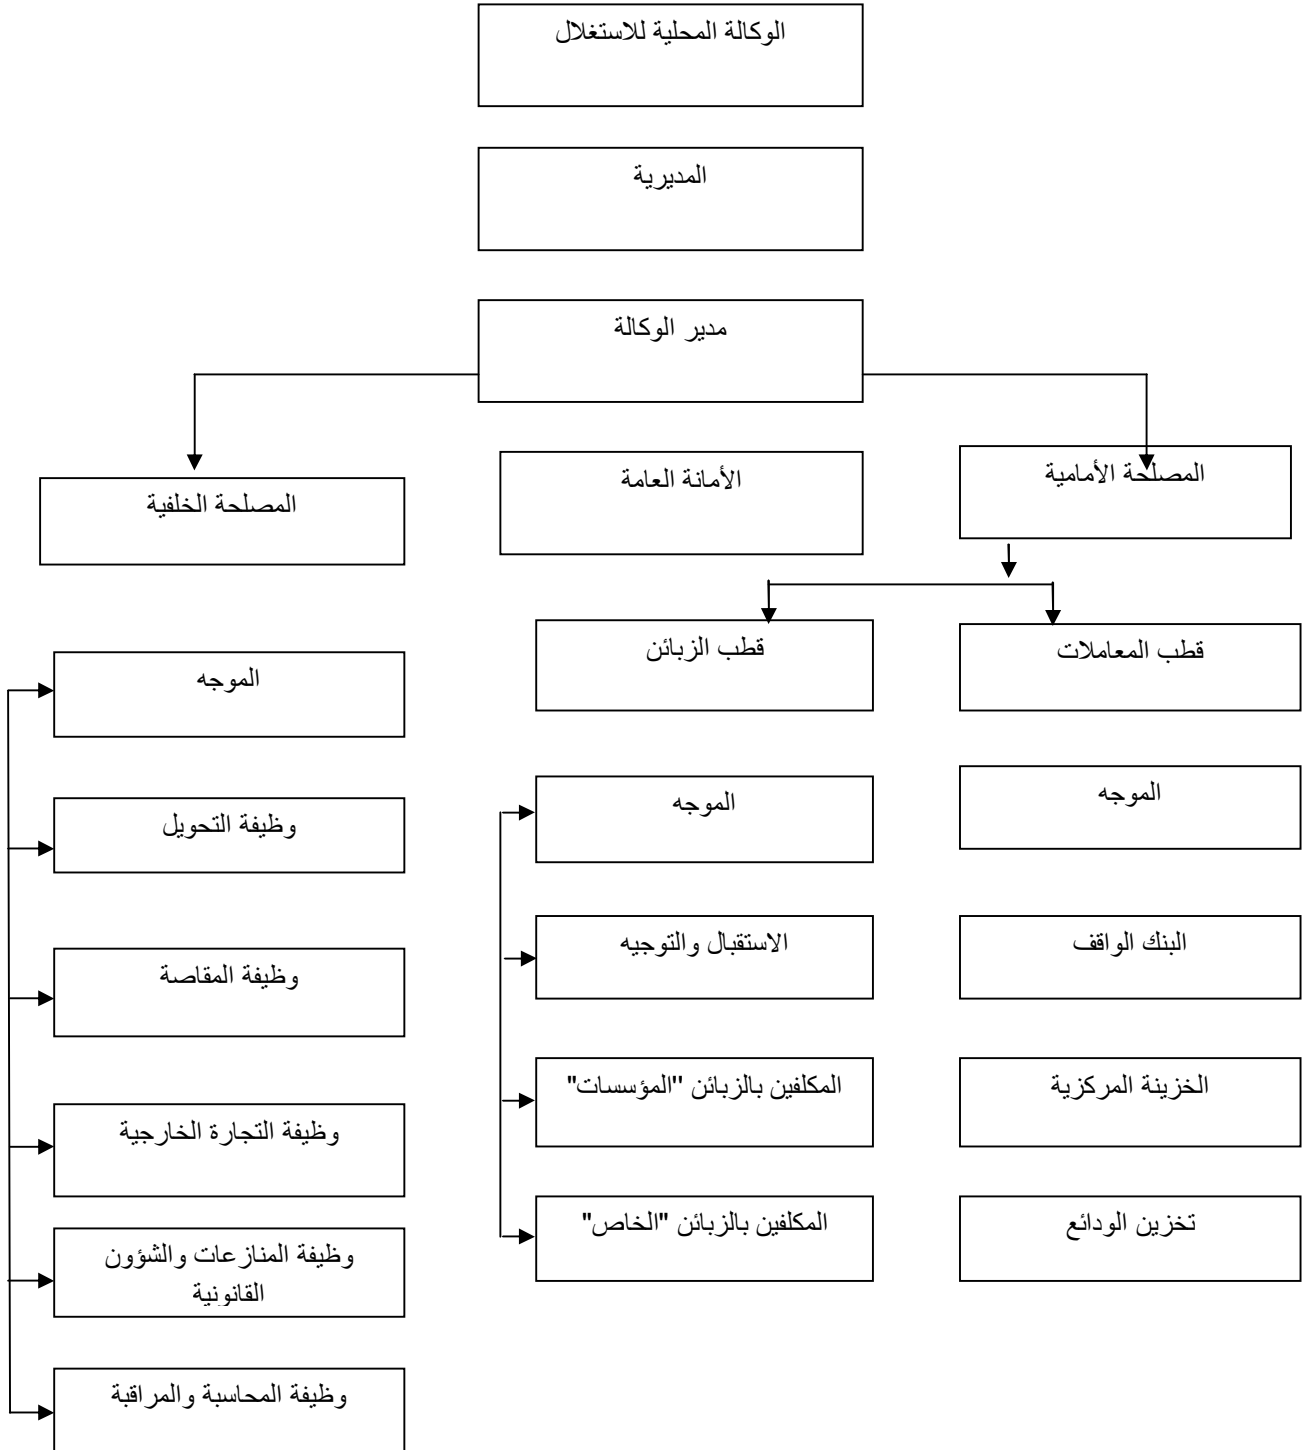 الوكالة المحلية للاستغلال
المديرية
مدير الوكالة
المصلحة الأمامية
الأمانة العامة
المصلحة الخلفية
قطب المعاملات
قطب الزبائن
الموجه
البنك الواقف
الخزينة المركزية
تخزين الودائع
الموجه
الاستقبال والتوجيه
المكلفين بالزبائن ''المؤسسات"
المكلفين بالزبائن "الخاص"
الموجه
وظيفة التحويل
وظيفة المقاصة
وظيفة التجارة الخارجية
وظيفة المنازعات والشؤون
القانونية
وظيفة المحاسبة والمراقبة